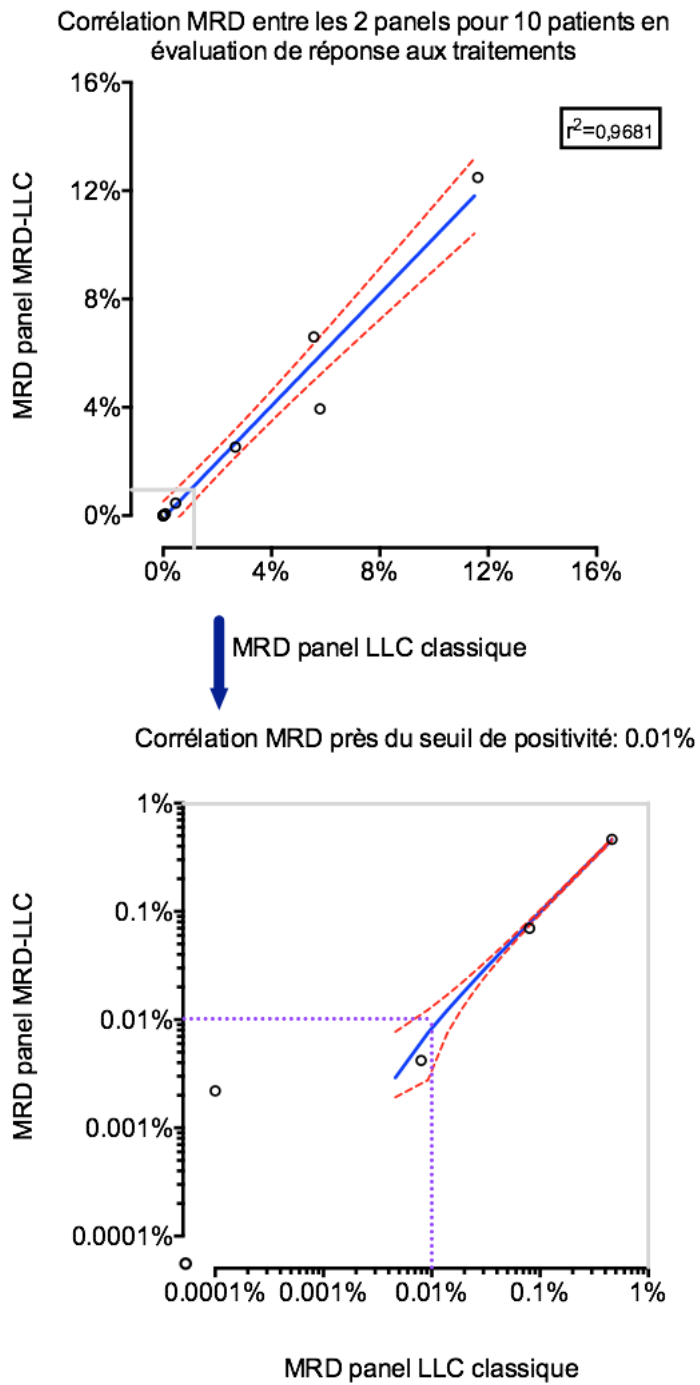 Corrélation MRD entre les 2 panels pour 10 patients en
évaluation de réponse aux traitements
16%
r²=0,9681
12%
8%
4%
0%
MRD panel MRD-LLC
0% 4% 8% 12% 16%
MRD panel LLC classique
Corrélation MRD près du seuil de positivité: 0.01%
1%
0.1%
0.01%
0.001%
0.0001%
MRD panel MRD-LLC
0.0001% 0.001% 0.01% 0.1% 1%
MRD panel LLC classique